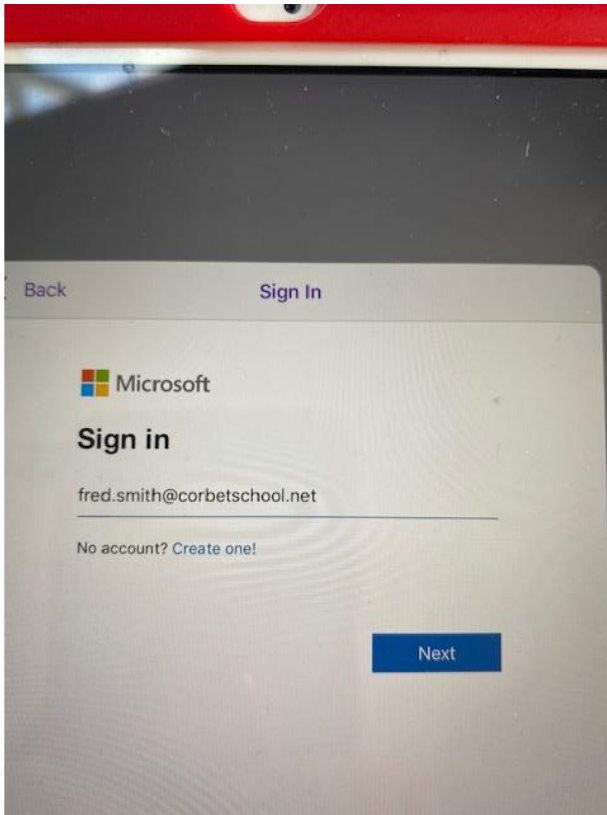 Back
Sign In
Microsoft
Sign in
fred.smith@corbetschool.net
No account? Create one!
Next